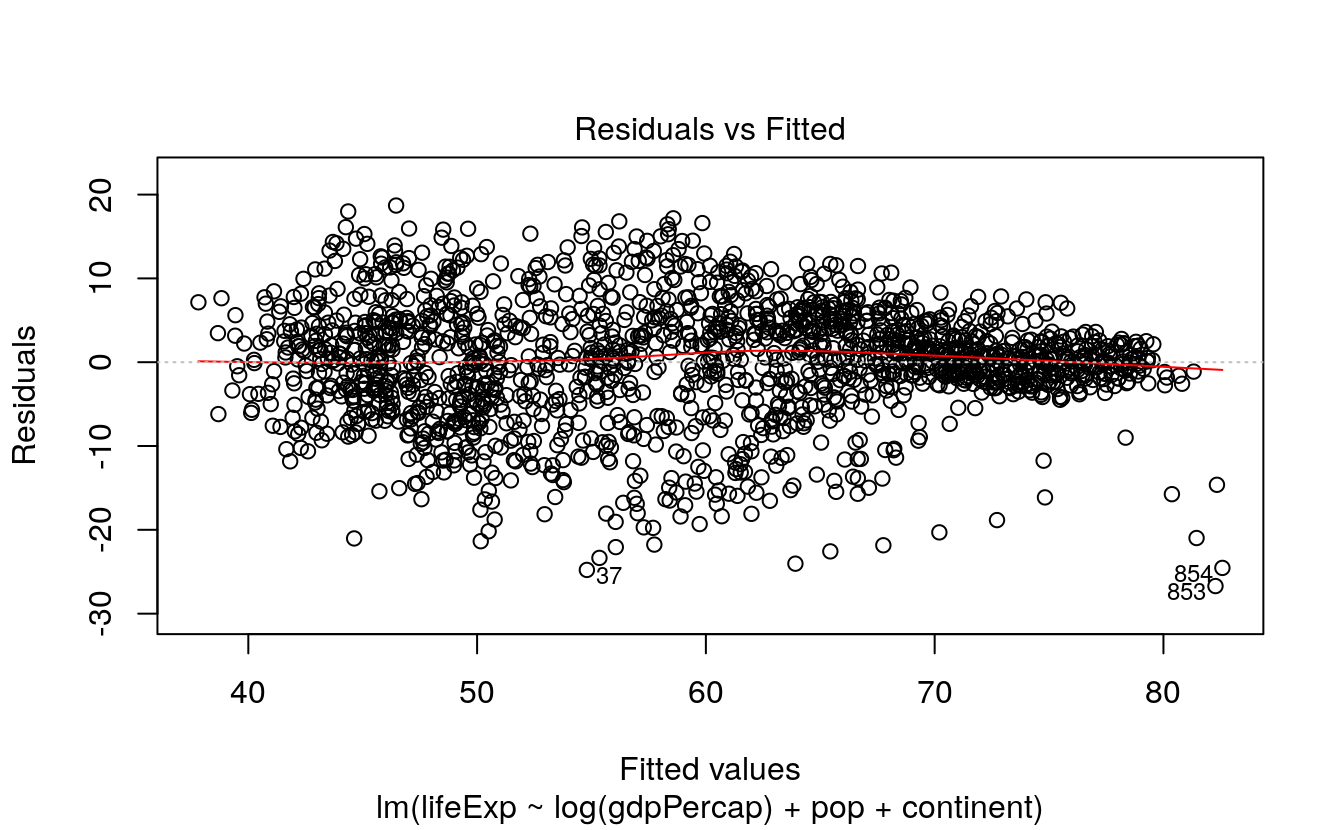 Residuals vs Fitted
Residuals
20
10
0
-10
-20
-30
37
854
853
40 50 60 70 80
Fitted values
lm(lifeExp ~ log(gdpPercap) + pop + continent)